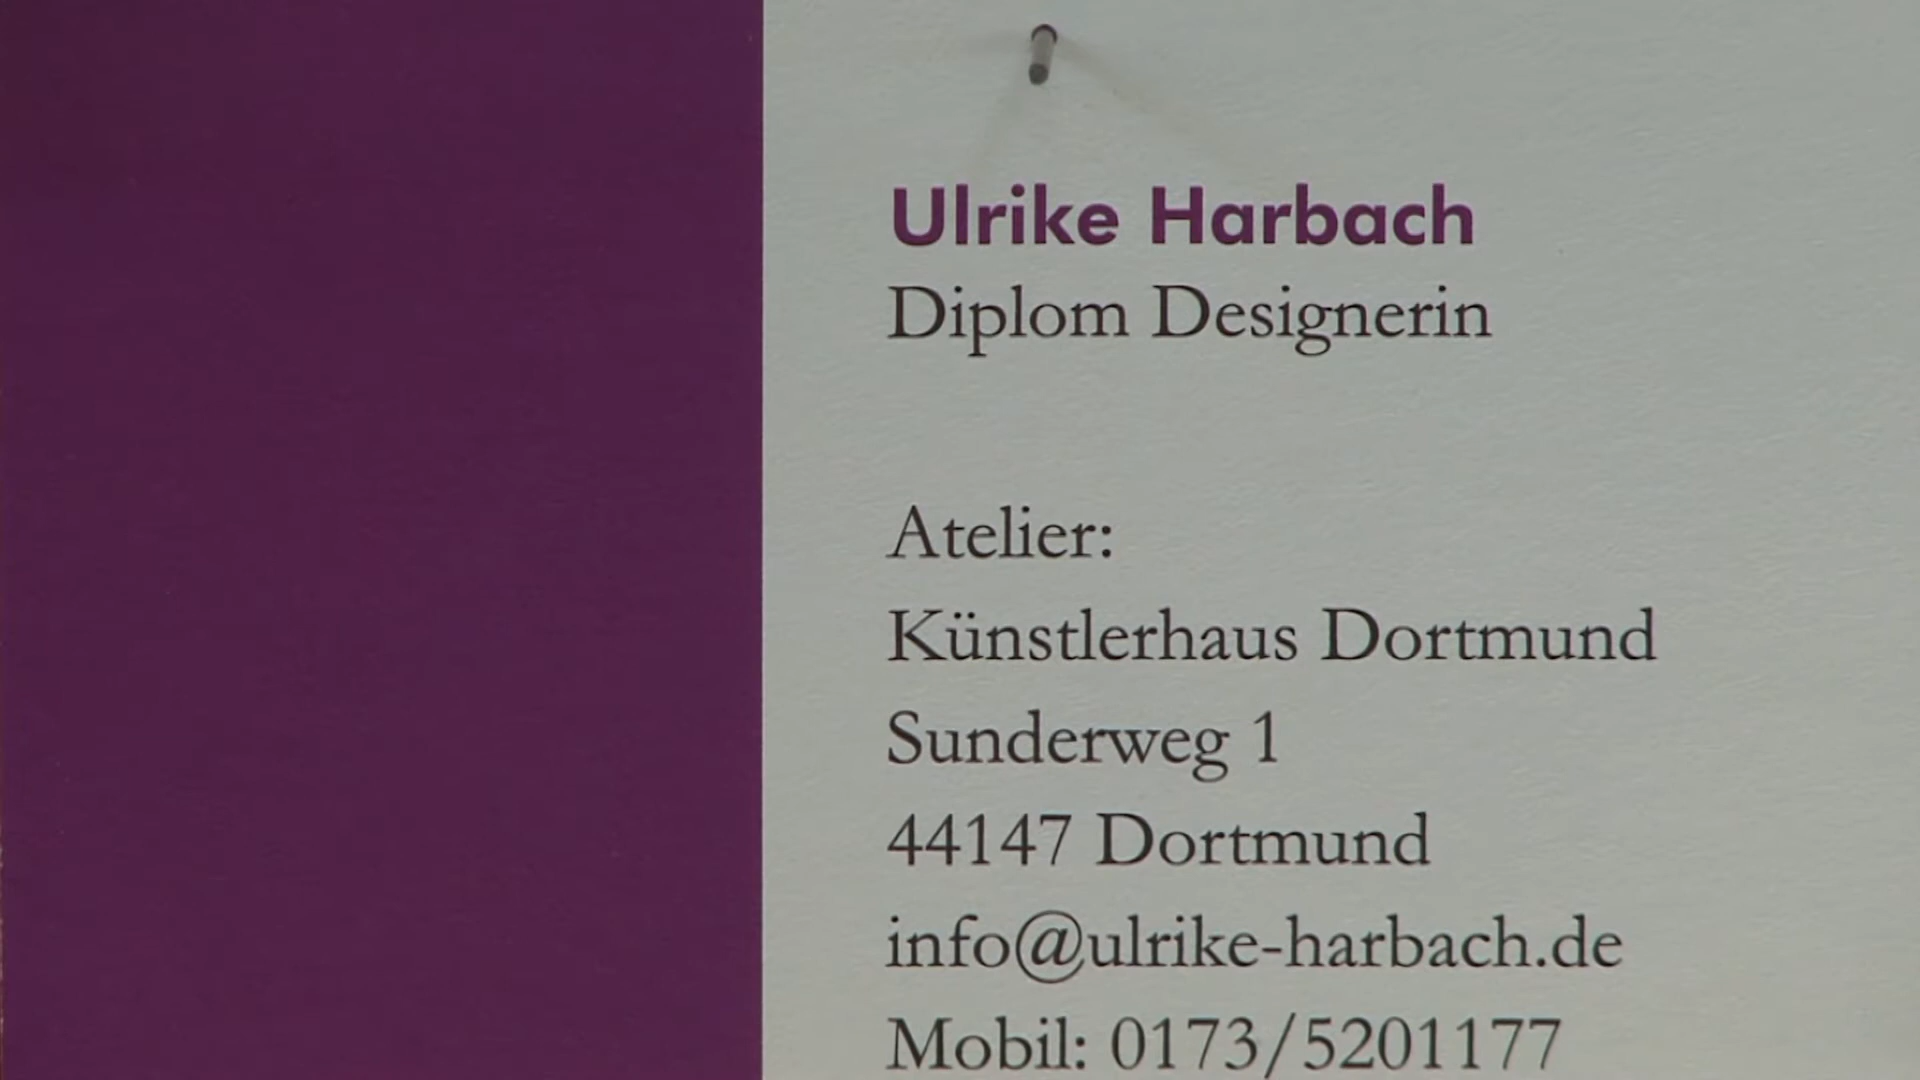 Ulrike Harbach
Diplom Designerin
Atelier:
Künstlerhaus Dortmund
Sunderweg 1
44147 Dortmund
info@ulrike-harbach.de
Mobil: 0173/5201177